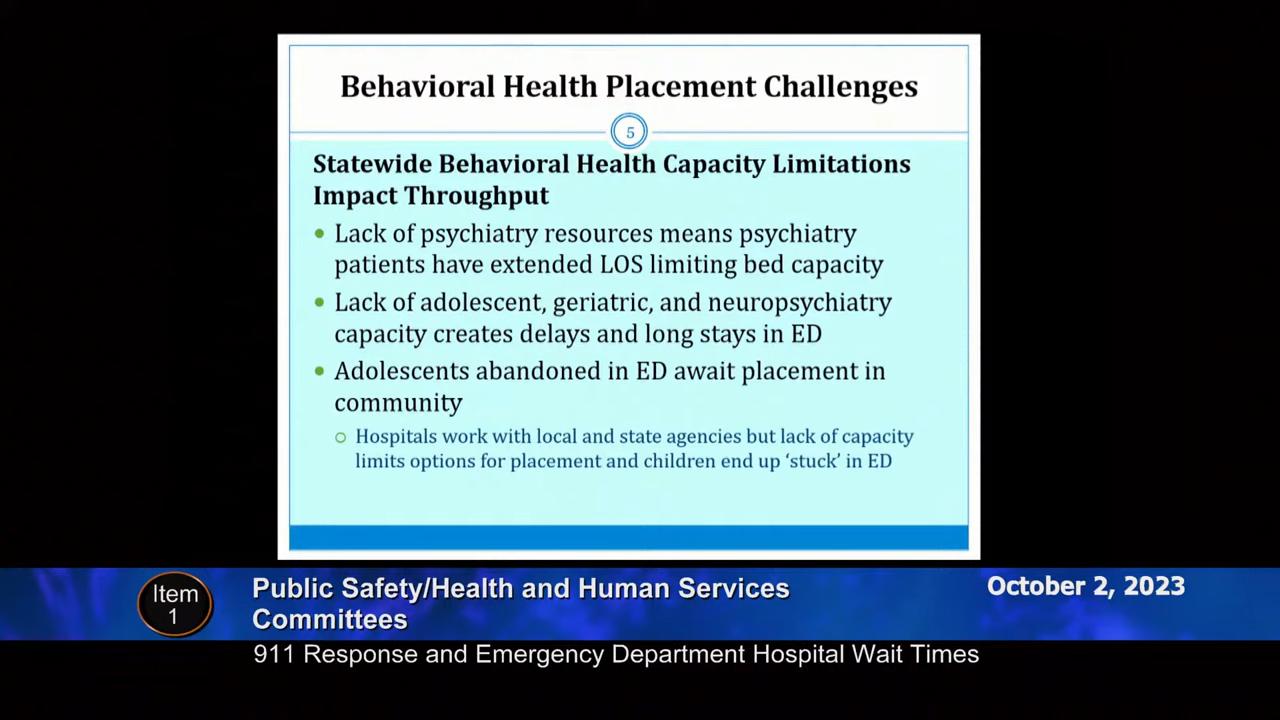 Behavioral Health Placement Challenges
5
Statewide Behavioral Health Capacity Limitations
Impact Throughput
• Lack of psychiatry resources means psychiatry
patients have extended LOS limiting bed capacity
• Lack of adolescent, geriatric, and neuropsychiatry
capacity creates delays and long stays in ED
• Adolescents abandoned in ED await placement in
community
○ Hospitals work with local and state agencies but lack of capacity
limits options for placement and children end up ‘stuck’ in ED
Item
1
Public Safety/Health and Human Services
Committees
October 2, 2023
911 Response and Emergency Department Hospital Wait Times